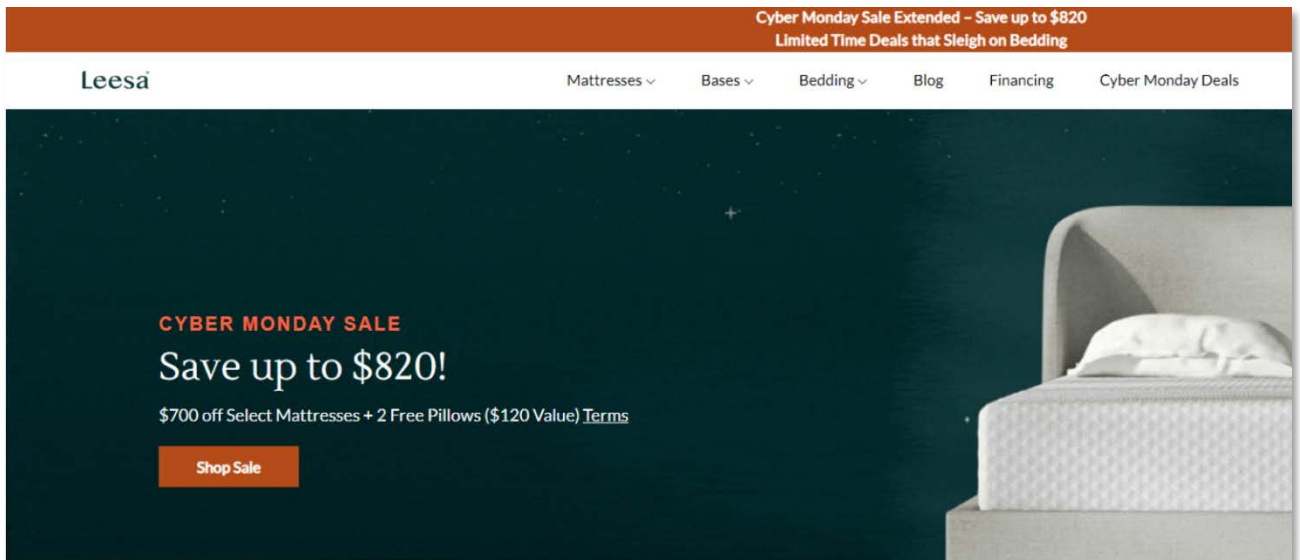 Cyber Monday Sale Extended – Save up to $820
Limited Time Deals that Sleigh on Bedding
Leesa
Mattresses Bases Bedding Blog Financing Cyber Monday Deals
CYBER MONDAY SALE
Save up to $820!
$700 off Select Mattresses + 2 Free Pillows ($120 Value) Terms
Shop Sale